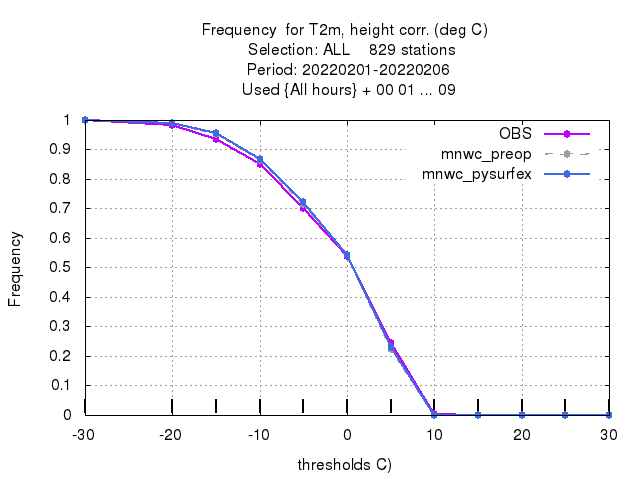 Frequency for T2m, height corr. (deg C)
Selection: ALL 829 stations
Period: 20220201-20220206
Used {All hours} + 00 01 ... 09
OBS
mnwc_preop
mnwc_pysurfex
1
0.9
0.8
0.7
0.6
0.5
0.4
0.3
0.2
0.1
0
Frequency
-30 -20 -10 0 10 20 30
thresholds C)